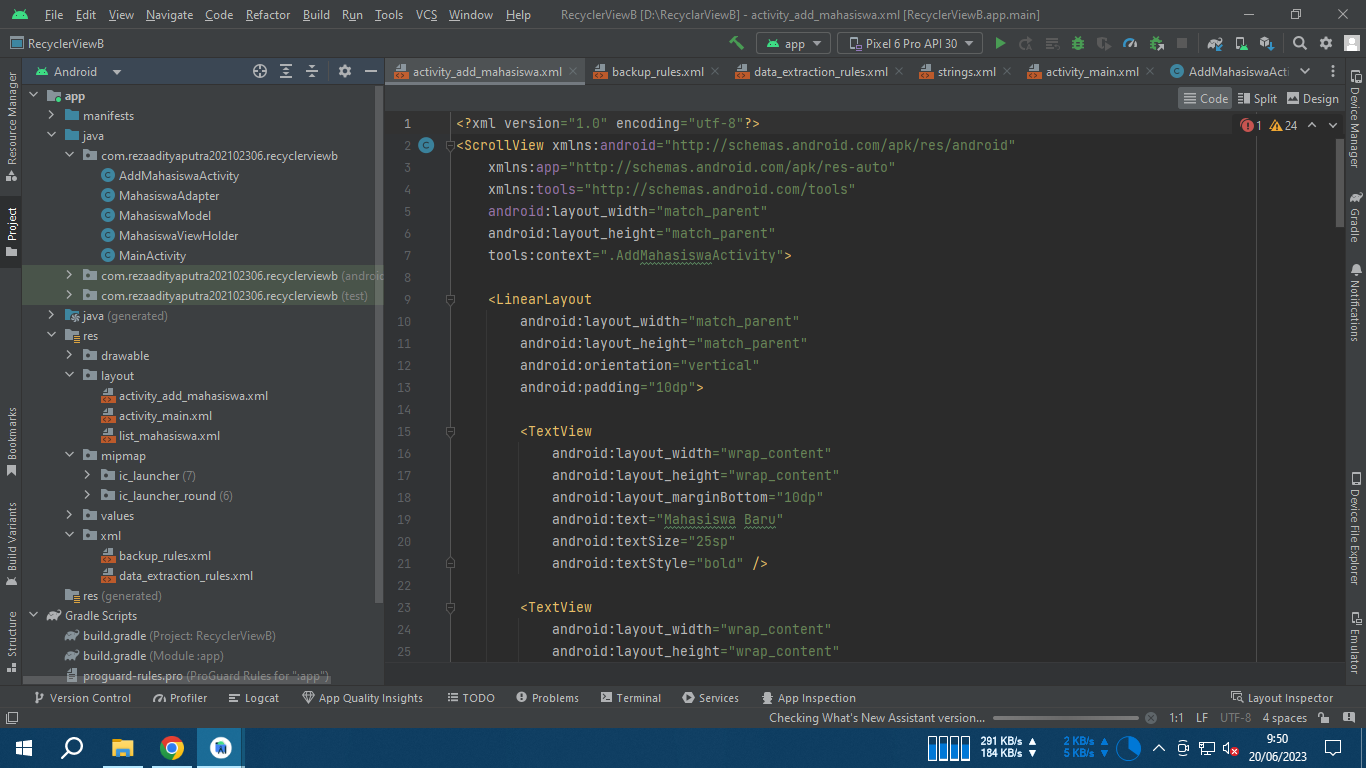 File Edit View Navigate Code Refactor Build Run Tools VCS Window Help RecyclerViewB [D:\RecyclarViewB] - activity_add_mahasiswa.xml [RecyclerViewB.app.main]
RecyclerViewB app Pixel 6 Pro API 30
Android
activity_add_mahasiswa.xml backup_rules.xml data_extraction_rules.xml strings.xml activity_main.xml AddMahasiswaActi
Code Split Design
1 24
Resource Manager
Project
Bookmarks
Build Variants
Structure
app
manifests
java
com.rezaadityaputra202102306.recyclerviewb
AddMahasiswaActivity
MahasiswaAdapter
MahasiswaModel
MahasiswaViewHolder
MainActivity
com.rezaadityaputra202102306.recyclerviewb (androi
com.rezaadityaputra202102306.recyclerviewb (test)
java (generated)
res
drawable
layout
activity_add_mahasiswa.xml
activity_main.xml
list_mahasiswa.xml
mipmap
ic_launcher (7)
ic_launcher_round (6)
values
xml
backup_rules.xml
data_extraction_rules.xml
res (generated)
Gradle Scripts
build.gradle (Project: RecyclerViewB)
build.gradle (Module :app)
proguard-rules.pro (ProGuard Rules for ":app")
1 <?xml version="1.0" encoding="utf-8"?>
2 <ScrollView xmlns:android="http://schemas.android.com/apk/res/android"
3 xmlns:app="http://schemas.android.com/apk/res-auto"
4 xmlns:tools="http://schemas.android.com/tools"
5 android:layout_width="match_parent"
6 android:layout_height="match_parent"
7 tools:context=".AddMahasiswaActivity">
8
9 <LinearLayout
10 android:layout_width="match_parent"
11 android:layout_height="match_parent"
12 android:orientation="vertical"
13 android:padding="10dp">
14
15 <TextView
16 android:layout_width="wrap_content"
17 android:layout_height="wrap_content"
18 android:layout_marginBottom="10dp"
19 android:text="Mahasiswa Baru"
20 android:textSize="25sp"
21 android:textStyle="bold" />
22
23 <TextView
24 android:layout_width="wrap_content"
25 android:layout_height="wrap_content"
Device Manager
Gradle
Notifications
Device File Explorer
Emulator
Version Control Profiler Logcat App Quality Insights TODO Problems Terminal Services App Inspection Layout Inspector
Checking What's New Assistant version... 1:1 LF UTF-8 4 spaces
291 KB/s 2 KB/s 9:50
184 KB/s 5 KB/s 20/06/2023